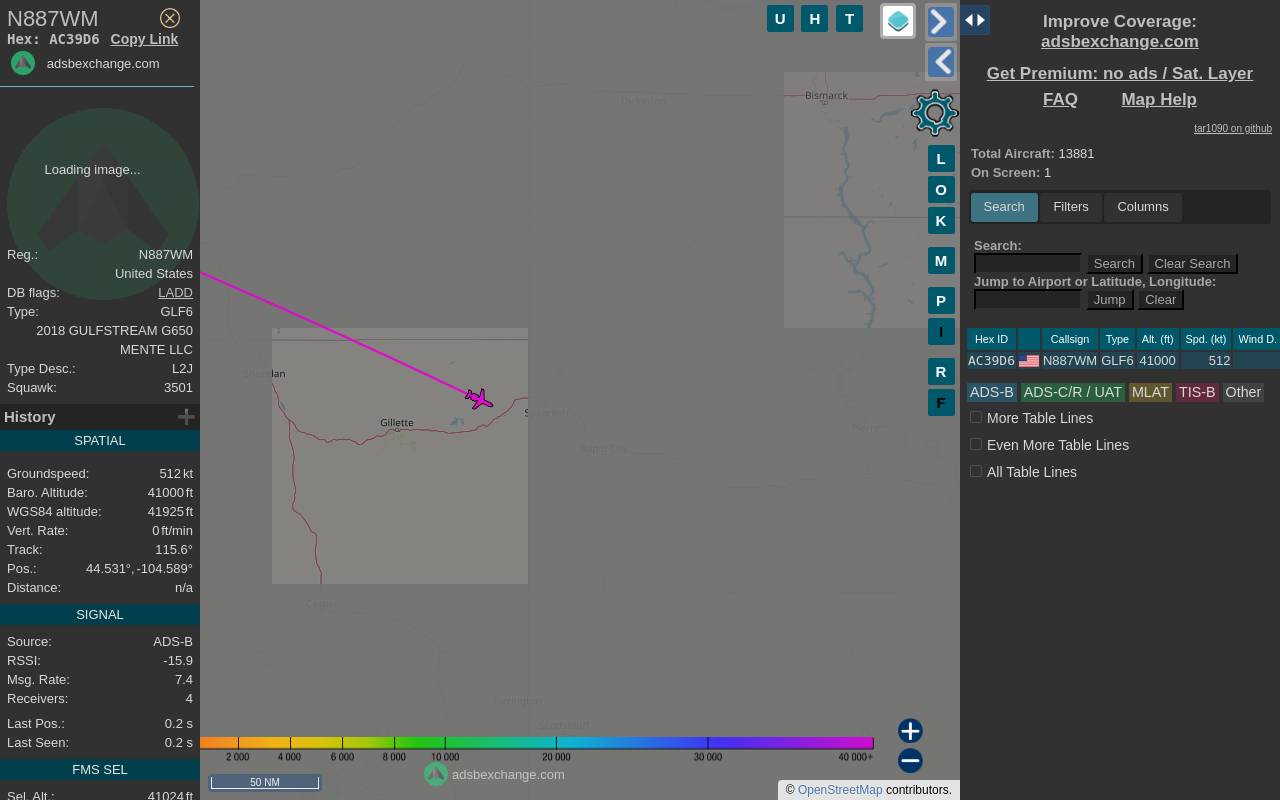 N887WM
Hex: AC39D6 Copy Link
adsbexchange.com
Loading image...
Reg.: N887WM
United States
DB flags: LADD
Type: GLF6
2018 GULFSTREAM G650
MENTE LLC
Type Desc.: L2J
Squawk: 3501
History
SPATIAL
Groundspeed: 512 kt
Baro. Altitude: 41000 ft
WGS84 altitude: 41925 ft
Vert. Rate: 0 ft/min
Track: 115.6°
Pos.: 44.531°, -104.589°
Distance: n/a
SIGNAL
Source: ADS-B
RSSI: -15.9
Msg. Rate: 7.4
Receivers: 4
Last Pos.: 0.2 s
Last Seen: 0.2 s
FMS SEL
Sel. Alt.: 41024 ft
U H T
Dickinson
Bismarck
Sheridan
Gillette
Spearfish
Rapid City
Pierre
Casper
Torrington
Scottsbluff
L
O
K
M
P
I
R
F
2 000 4 000 6 000 8 000 10 000 20 000 30 000 40 000+
50 NM
adsbexchange.com
© OpenStreetMap contributors.
Improve Coverage:
adsbexchange.com
Get Premium: no ads / Sat. Layer
FAQ Map Help
tar1090 on github
Total Aircraft: 13881
On Screen: 1
Search Filters Columns
Search:
Search Clear Search
Jump to Airport or Latitude, Longitude:
Jump Clear
Hex ID Callsign Type Alt. (ft) Spd. (kt) Wind D.
AC39D6 N887WM GLF6 41000 512
ADS-B ADS-C/R / UAT MLAT TIS-B Other
More Table Lines
Even More Table Lines
All Table Lines